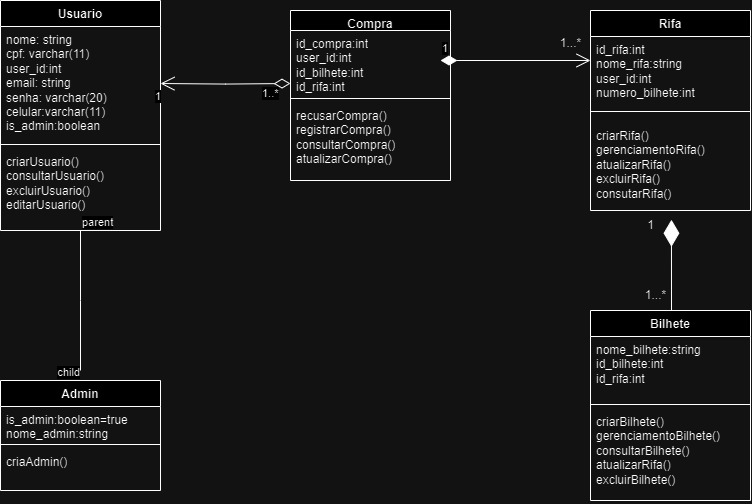 Usuario
nome: string
cpf: varchar(11)
user_id:int
email: string
senha: varchar(20)
celular:varchar(11)
is_admin:boolean
criarUsuario()
consultarUsuario()
excluirUsuario()
editarUsuario()
parent
child
Admin
is_admin:boolean=true
nome_admin:string
criaAdmin()
1
1..*
Compra
id_compra:int
user_id:int
id_bilhete:int
id_rifa:int
recusarCompra()
registrarCompra()
consultarCompra()
atualizarCompra()
1
1...*
Rifa
id_rifa:int
nome_rifa:string
user_id:int
numero_bilhete:int
criarRifa()
gerenciamentoRifa()
atualizarRifa()
excluirRifa()
consutarRifa()
1
1...*
Bilhete
nome_bilhete:string
id_bilhete:int
id_rifa:int
criarBilhete()
gerenciamentoBilhete()
consultarBilhete()
atualizarRifa()
excluirBilhete()